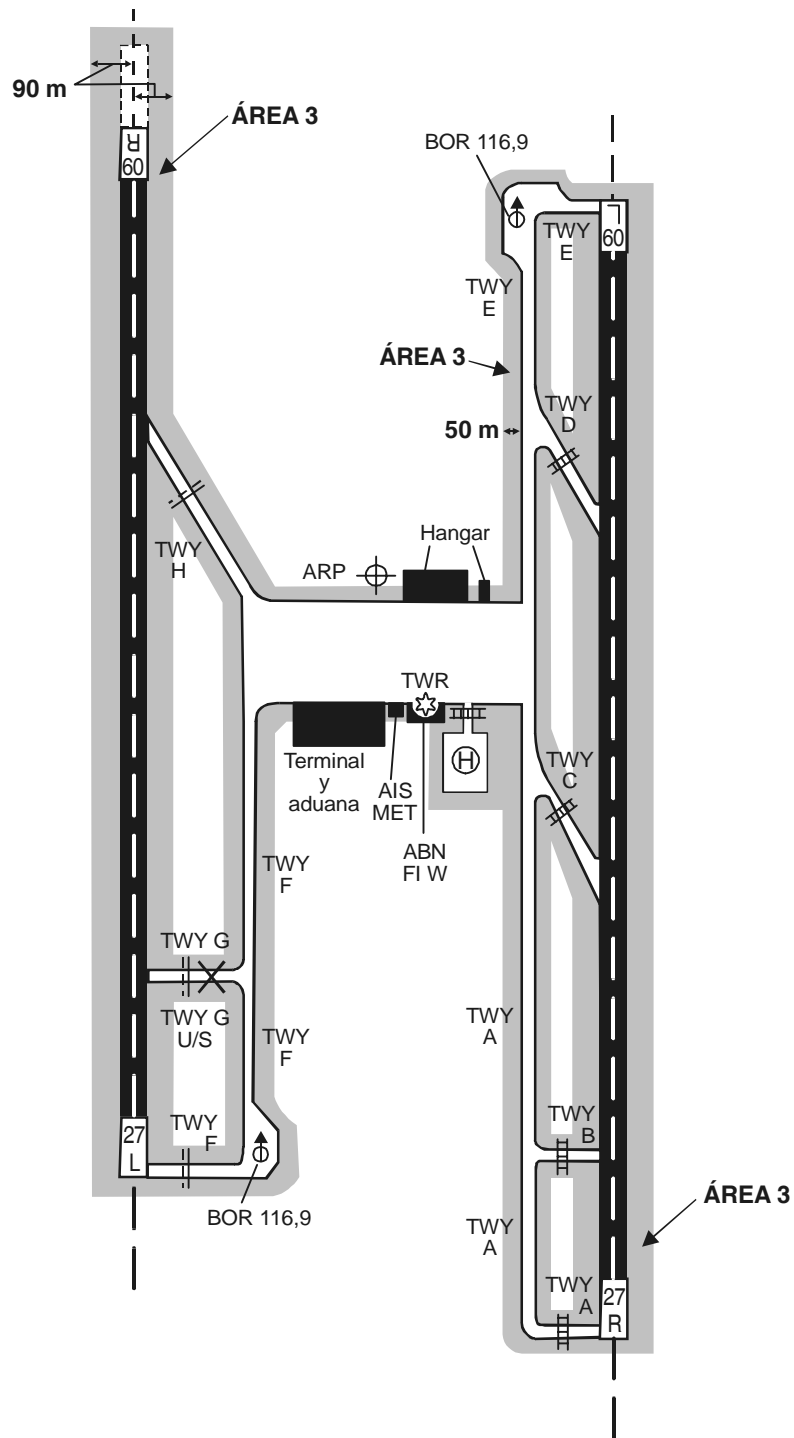 90 m
ÁREA 3
09
R
BOR 116,9
09
L
TWY
E
TWY
E
ÁREA 3
TWY
D
50 m
Hangar
ARP
TWY
H
TWR
H
Terminal
y
aduana
AIS
MET
ABN
FI W
TWY
C
TWY
F
TWY G
TWY G
U/S
TWY
F
TWY
A
27
L
TWY
F
TWY
B
BOR 116,9
TWY
A
ÁREA 3
TWY
A
27
R